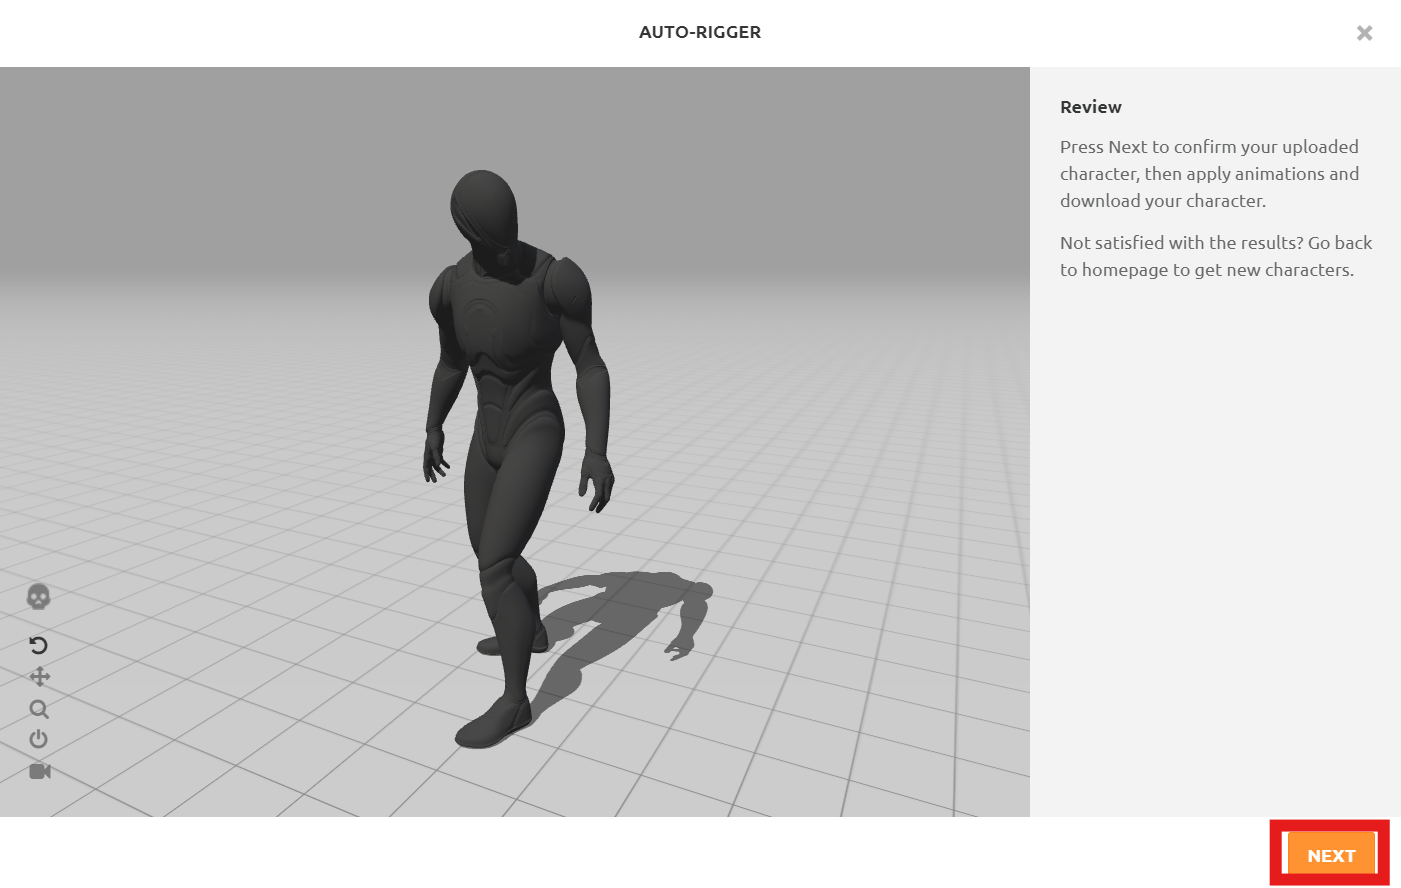 AUTO-RIGGER
Review
Press Next to confirm your uploaded
character, then apply animations and
download your character.
Not satisfied with the results? Go back
to homepage to get new characters.
NEXT